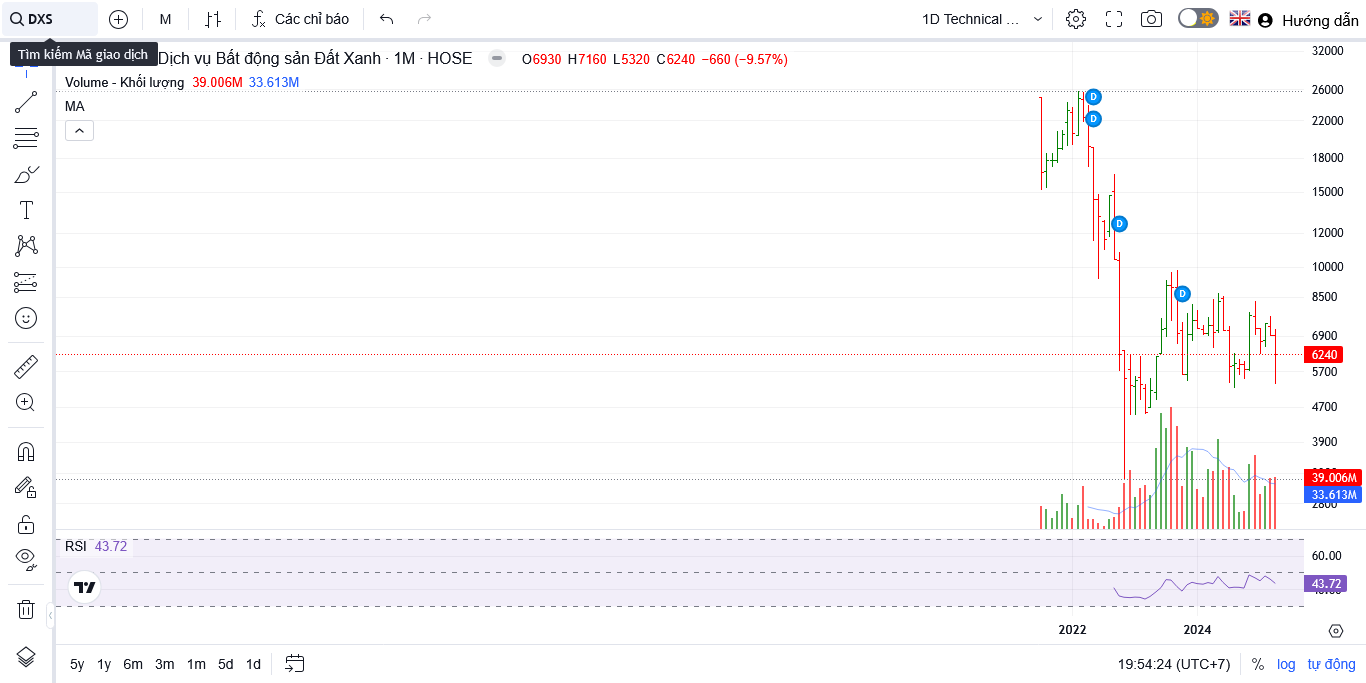 DXS
M
Các chỉ báo
1D Technical ...
Hướng dẫn
Tìm kiếm Mã giao dịch
Dịch vụ Bất động sản Đất Xanh · 1M · HOSE
O6930 H7160 L5320 C6240 −660 (−9.57%)
Volume - Khối lượng 39.006M 33.613M
MA
32000
26000
22000
18000
15000
12000
10000
8500
6900
6240
5700
4700
3900
39.006M
33.613M
2800
D
D
D
D
RSI 43.72
60.00
43.72
2022 2024
5y 1y 6m 3m 1m 5d 1d
19:54:24 (UTC+7) % log tự động